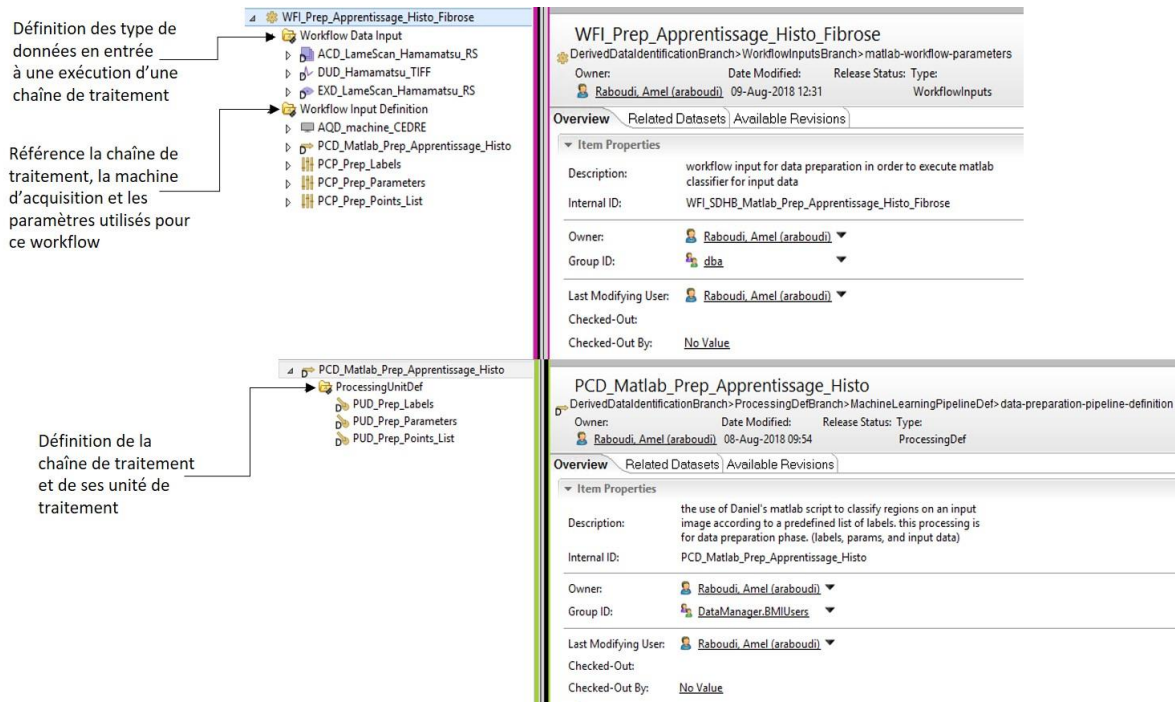 Définition des type de
données en entrée
à une exécution d'une
chaîne de traitement
Référence la chaîne de
traitement, la machine
d'acquisition et les
paramètres utilisés pour
ce workflow
WFI_Prep_Apprentissage_Histo_Fibrose
Workflow Data Input
ACD_LameScan_Hamamatsu_RS
DUD_Hamamatsu_TIFF
EXD_LameScan_Hamamatsu_RS
Workflow Input Definition
AQD_machine_CEDRE
PCD_Matlab_Prep_Apprentissage_Histo
PCP_Prep_Labels
PCP_Prep_Parameters
PCP_Prep_Points_List
WFI_Prep_Apprentissage_Histo_Fibrose
DerivedDataIdentificationBranch>WorkflowInputsBranch>matlab-workflow-parameters
Owner: Date Modified: Release Status: Type:
Raboudi, Amel (araboudi) 09-Aug-2018 12:31 WorkflowInputs
Overview Related Datasets Available Revisions
Item Properties
Description: workflow input for data preparation in order to execute matlab
classifier for input data
Internal ID: WFI_SDHB_Matlab_Prep_Apprentissage_Histo_Fibrose
Owner: Raboudi, Amel (araboudi)
Group ID: dba
Last Modifying User: Raboudi, Amel (araboudi)
Checked-Out:
Checked-Out By: No Value
Définition de la
chaîne de traitement
et de ses unité de
traitement
PCD_Matlab_Prep_Apprentissage_Histo
ProcessingUnitDef
PUD_Prep_Labels
PUD_Prep_Parameters
PUD_Prep_Points_List
PCD_Matlab_Prep_Apprentissage_Histo
DerivedDataIdentificationBranch>ProcessingDefBranch>MachineLearningPipelineDef>data-preparation-pipeline-definition
Owner: Date Modified: Release Status: Type:
Raboudi, Amel (araboudi) 08-Aug-2018 09:54 ProcessingDef
Overview Related Datasets Available Revisions
Item Properties
Description: the use of Daniel's matlab script to classify regions on an input
image according to a predefined list of labels. this processing is
for data preparation phase. (labels, params, and input data)
Internal ID: PCD_Matlab_Prep_Apprentissage_Histo
Owner: Raboudi, Amel (araboudi)
Group ID: DataManager.BMIUsers
Last Modifying User: Raboudi, Amel (araboudi)
Checked-Out:
Checked-Out By: No Value